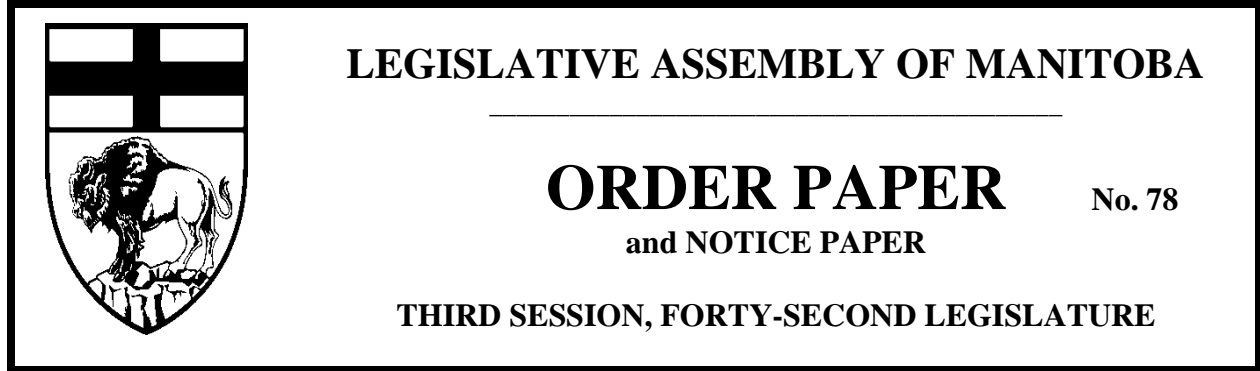 LEGISLATIVE ASSEMBLY OF MANITOBA
ORDER PAPER No. 78
and NOTICE PAPER
THIRD SESSION, FORTY-SECOND LEGISLATURE